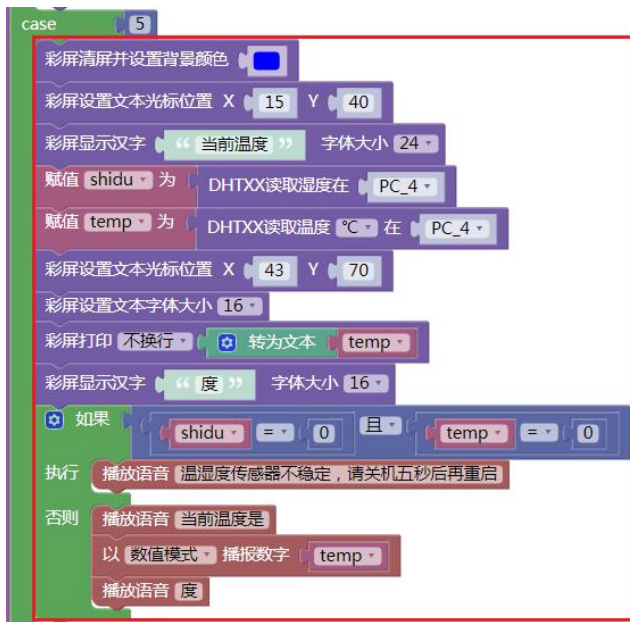 case 5
彩屏清屏并设置背景颜色
彩屏设置文本光标位置 X 15 Y 40
彩屏显示汉字 “ 当前温度 ” 字体大小 24
赋值 shidu 为 DHTXX读取湿度在 PC_4
赋值 temp 为 DHTXX读取温度 ℃ 在 PC_4
彩屏设置文本光标位置 X 43 Y 70
彩屏设置文本字体大小 16
彩屏打印 不换行 转为文本 temp
彩屏显示汉字 “ 度 ” 字体大小 16
如果 shidu = 0 且 temp = 0
执行 播放语音 温湿度传感器不稳定，请关机五秒后再重启
否则 播放语音 当前温度是
以 数值模式 播报数字 temp
播放语音 度